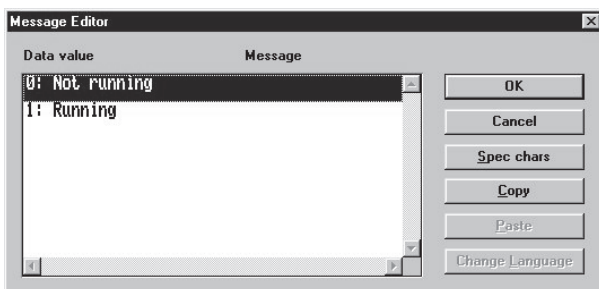 Message Editor
Data value Message
0: Not running
1: Running
OK
Cancel
Spec chars
Copy
Paste
Change Language